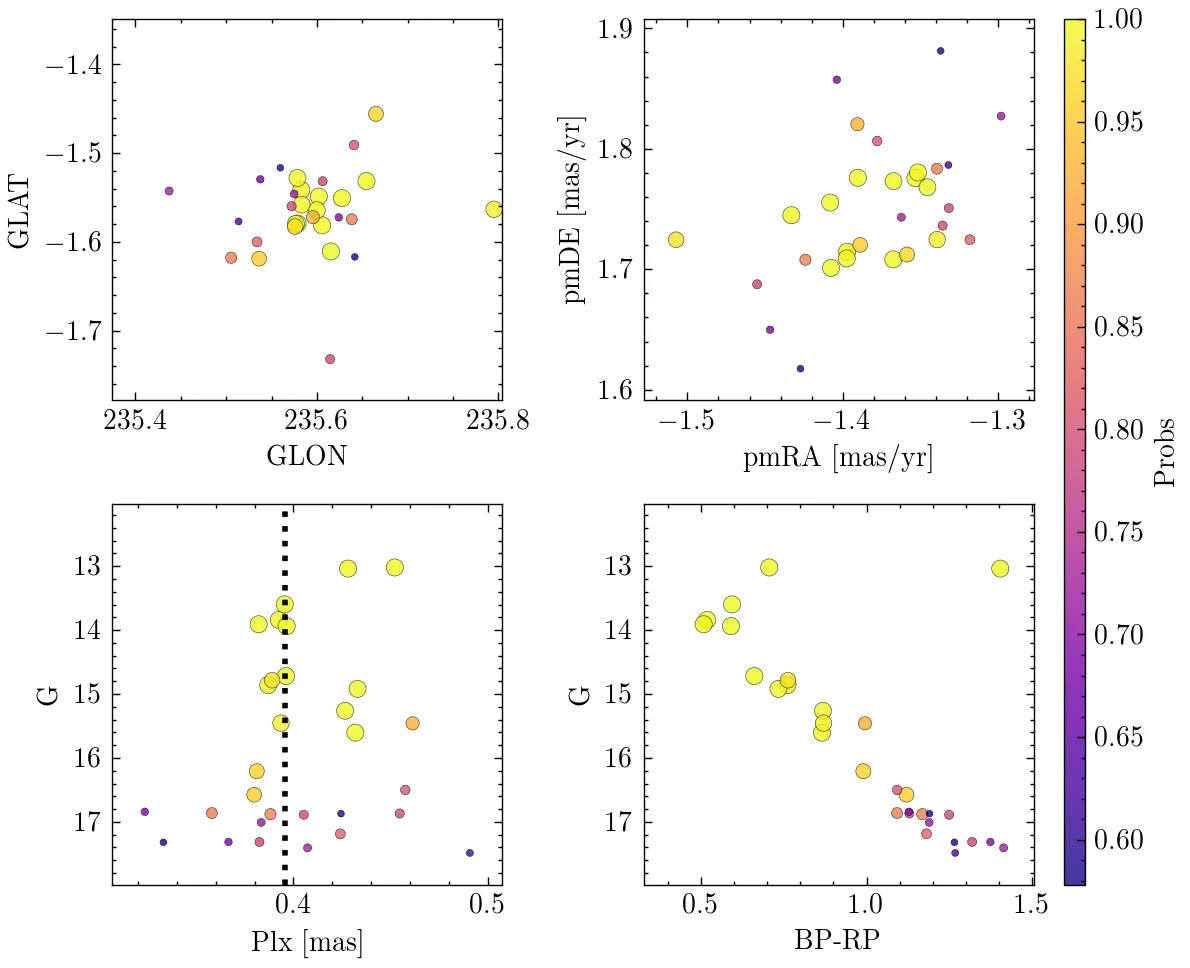 −1.4
−1.5
−1.6
−1.7
GLAT
235.4 235.6 235.8
GLON
1.9
1.8
1.7
1.6
pmDE [mas/yr]
−1.5 −1.4 −1.3
pmRA [mas/yr]
13
14
15
16
17
G
0.4 0.5
Plx [mas]
13
14
15
16
17
G
0.5 1.0 1.5
BP-RP
1.00
0.95
0.90
0.85
0.80
0.75
0.70
0.65
0.60
Probs